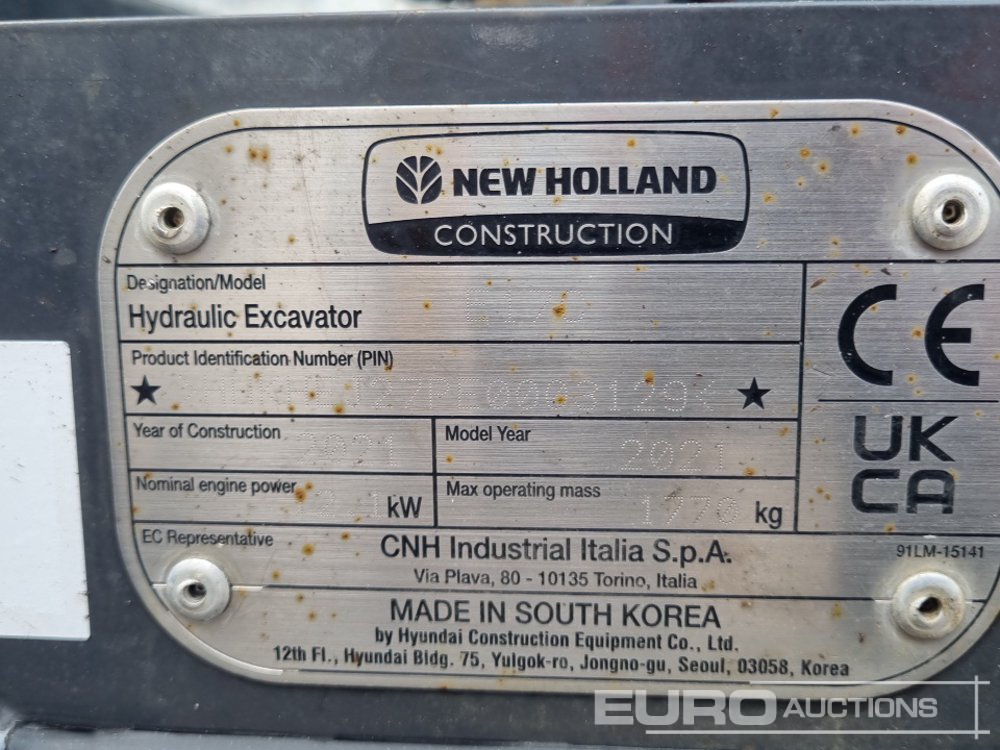 NEW HOLLAND
CONSTRUCTION
Designation/Model
Hydraulic Excavator
Product Identification Number (PIN)
Year of Construction 2021
Model Year 2021
Nominal engine power kW
Max operating mass 1770 kg
CE
UK
CA
EC Representative
CNH Industrial Italia S.p.A.
91LM-15141
Via Plava, 80 - 10135 Torino, Italia
MADE IN SOUTH KOREA
by Hyundai Construction Equipment Co., Ltd.
12th Fl., Hyundai Bldg. 75, Yulgok-ro, Jongno-gu, Seoul, 03058, Korea
EURO AUCTIONS